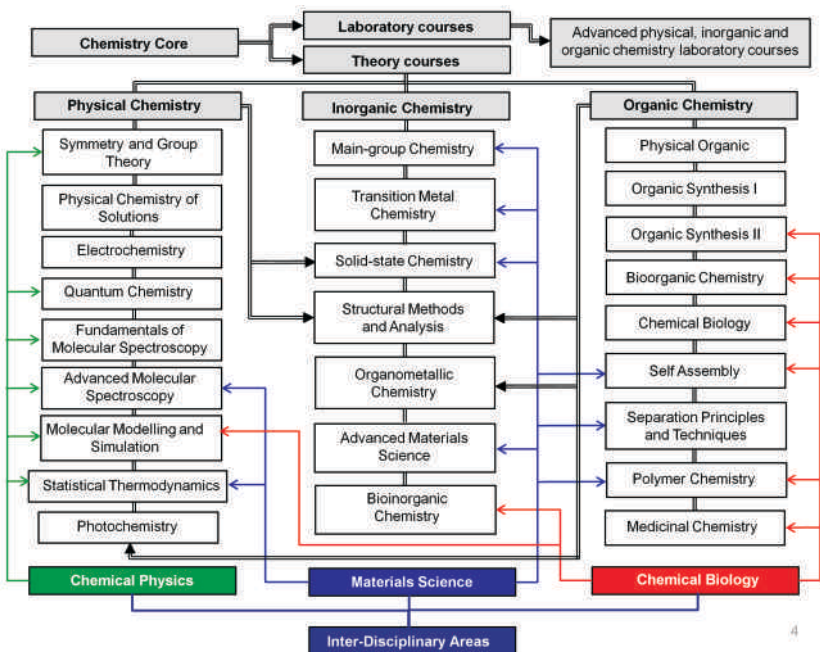 Chemistry Core
Laboratory courses
Theory courses
Advanced physical, inorganic and
organic chemistry laboratory courses
Physical Chemistry
Symmetry and Group
Theory
Physical Chemistry of
Solutions
Electrochemistry
Quantum Chemistry
Fundamentals of
Molecular Spectroscopy
Advanced Molecular
Spectroscopy
Molecular Modelling and
Simulation
Statistical Thermodynamics
Photochemistry
Inorganic Chemistry
Main-group Chemistry
Transition Metal
Chemistry
Solid-state Chemistry
Structural Methods
and Analysis
Organometallic
Chemistry
Advanced Materials
Science
Bioinorganic
Chemistry
Organic Chemistry
Physical Organic
Organic Synthesis I
Organic Synthesis II
Bioorganic Chemistry
Chemical Biology
Self Assembly
Separation Principles
and Techniques
Polymer Chemistry
Medicinal Chemistry
Chemical Physics
Materials Science
Chemical Biology
Inter-Disciplinary Areas
4